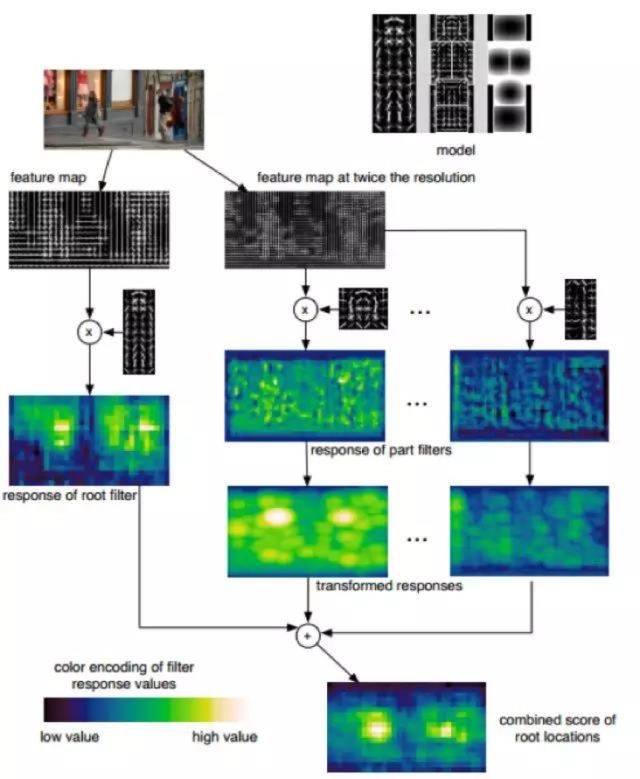 model
feature map
feature map at twice the resolution
x
x
...
x
...
response of part filters
response of root filter
...
transformed responses
+
color encoding of filter
response values
low value
high value
combined score of
root locations